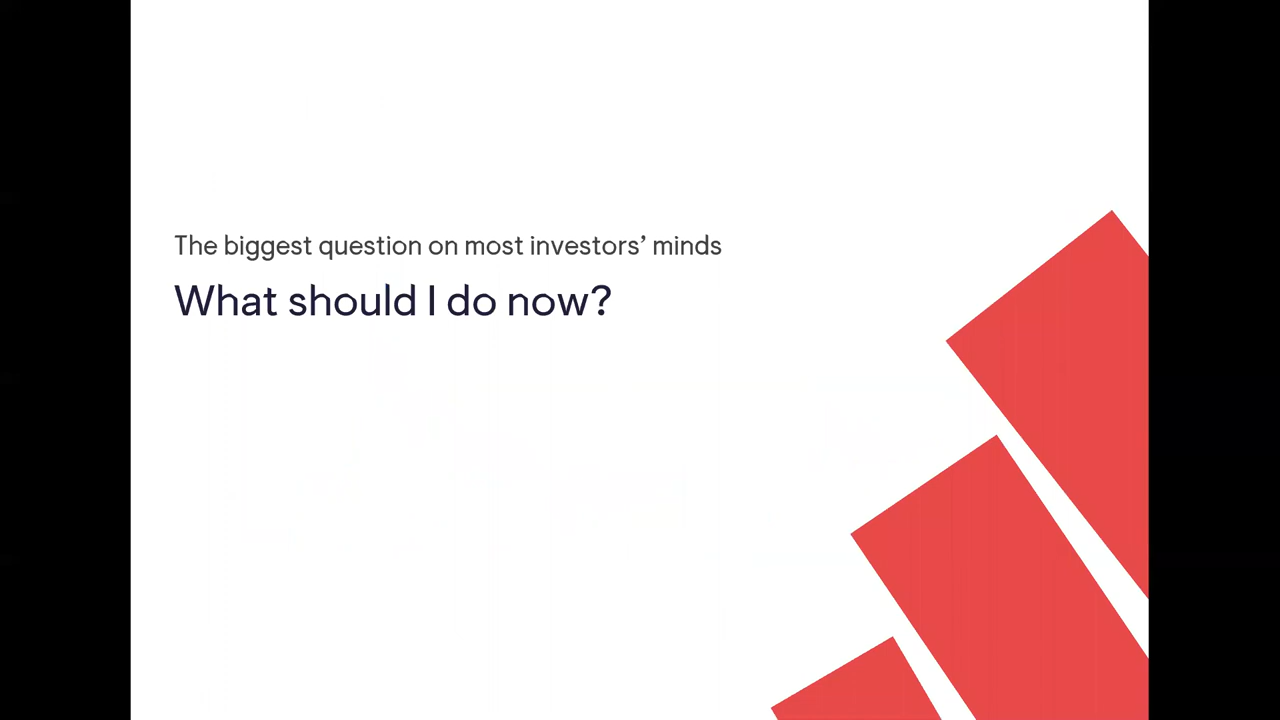 The biggest question on most investors’ minds
What should I do now?